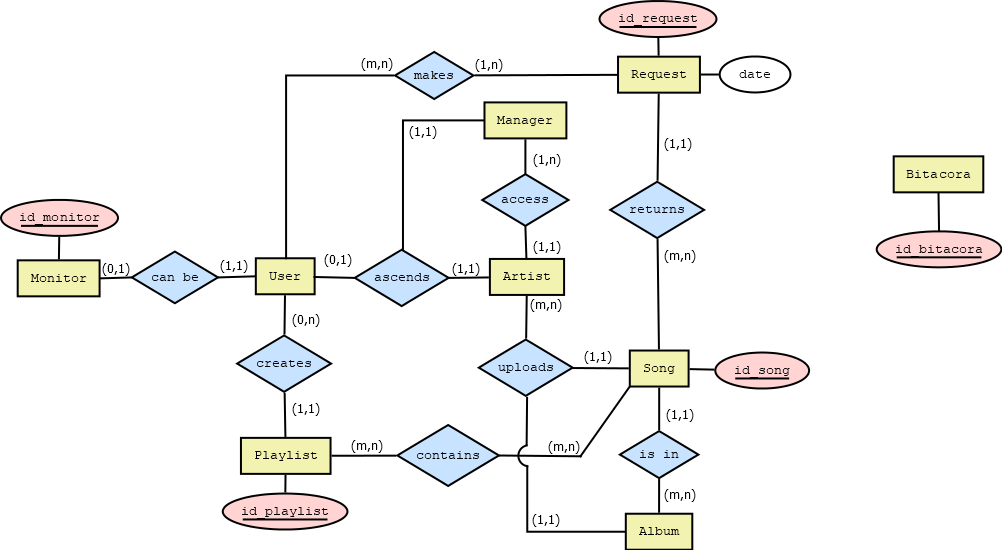 id_request
(m,n)
makes
(1,n)
Request
date
Manager
(1,1)
(1,n)
(1,1)
Bitacora
access
id_monitor
returns
(1,1)
(m,n)
id_bitacora
Monitor
(0,1)
can be
(1,1)
User
(0,1)
ascends
(1,1)
Artist
(m,n)
(0,n)
creates
uploads
(1,1)
Song
id_song
(1,1)
(1,1)
Playlist
(m,n)
contains
(m,n)
is in
(m,n)
id_playlist
(1,1)
Album